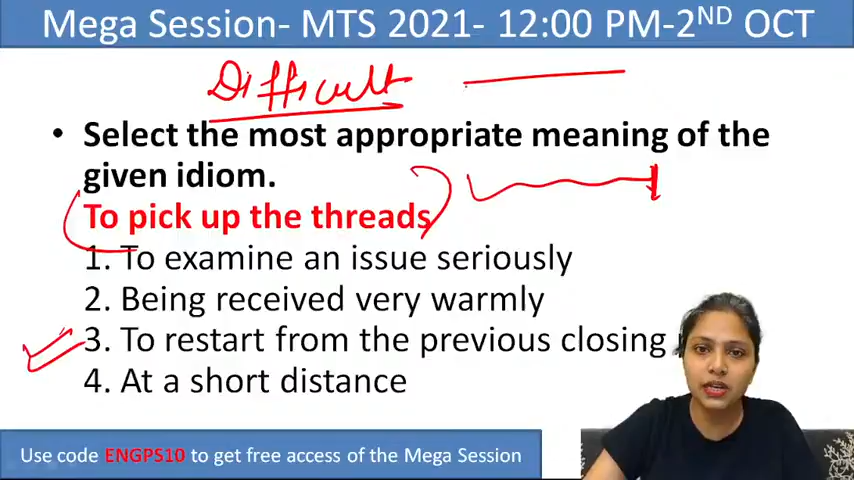 Mega Session- MTS 2021- 12:00 PM-2ND OCT
Difficult
• Select the most appropriate meaning of the
given idiom.
To pick up the threads
1. To examine an issue seriously
2. Being received very warmly
3. To restart from the previous closing
4. At a short distance
Use code ENGPS10 to get free access of the Mega Session